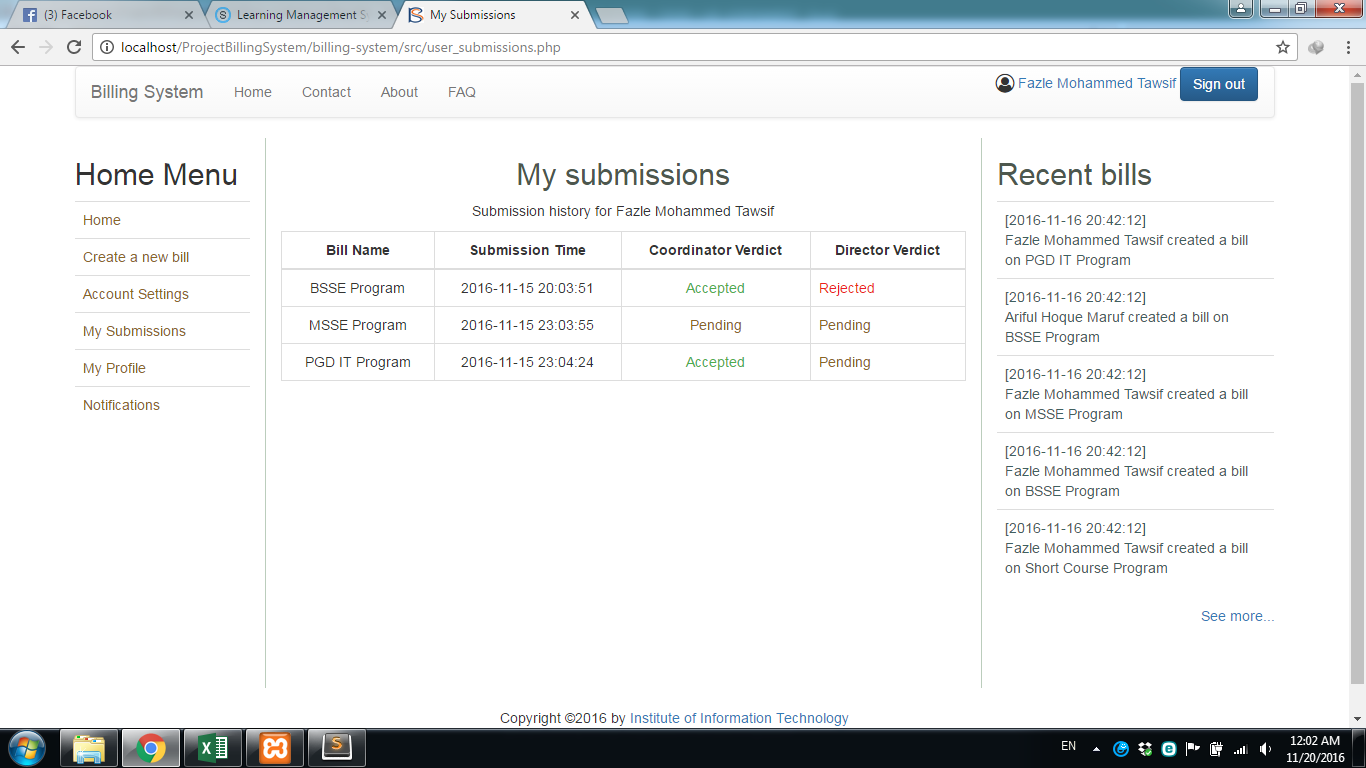 (3) Facebook
Learning Management S
My Submissions
localhost/ProjectBillingSystem/billing-system/src/user_submissions.php
Billing System Home Contact About FAQ
Fazle Mohammed Tawsif Sign out
Home Menu
Home
Create a new bill
Account Settings
My Submissions
My Profile
Notifications
My submissions
Submission history for Fazle Mohammed Tawsif
Bill Name Submission Time Coordinator Verdict Director Verdict
BSSE Program 2016-11-15 20:03:51 Accepted Rejected
MSSE Program 2016-11-15 23:03:55 Pending Pending
PGD IT Program 2016-11-15 23:04:24 Accepted Pending
Recent bills
[2016-11-16 20:42:12]
Fazle Mohammed Tawsif created a bill
on PGD IT Program
[2016-11-16 20:42:12]
Ariful Hoque Maruf created a bill on
BSSE Program
[2016-11-16 20:42:12]
Fazle Mohammed Tawsif created a bill
on MSSE Program
[2016-11-16 20:42:12]
Fazle Mohammed Tawsif created a bill
on BSSE Program
[2016-11-16 20:42:12]
Fazle Mohammed Tawsif created a bill
on Short Course Program
See more...
Copyright ©2016 by Institute of Information Technology
EN
12:02 AM
11/20/2016